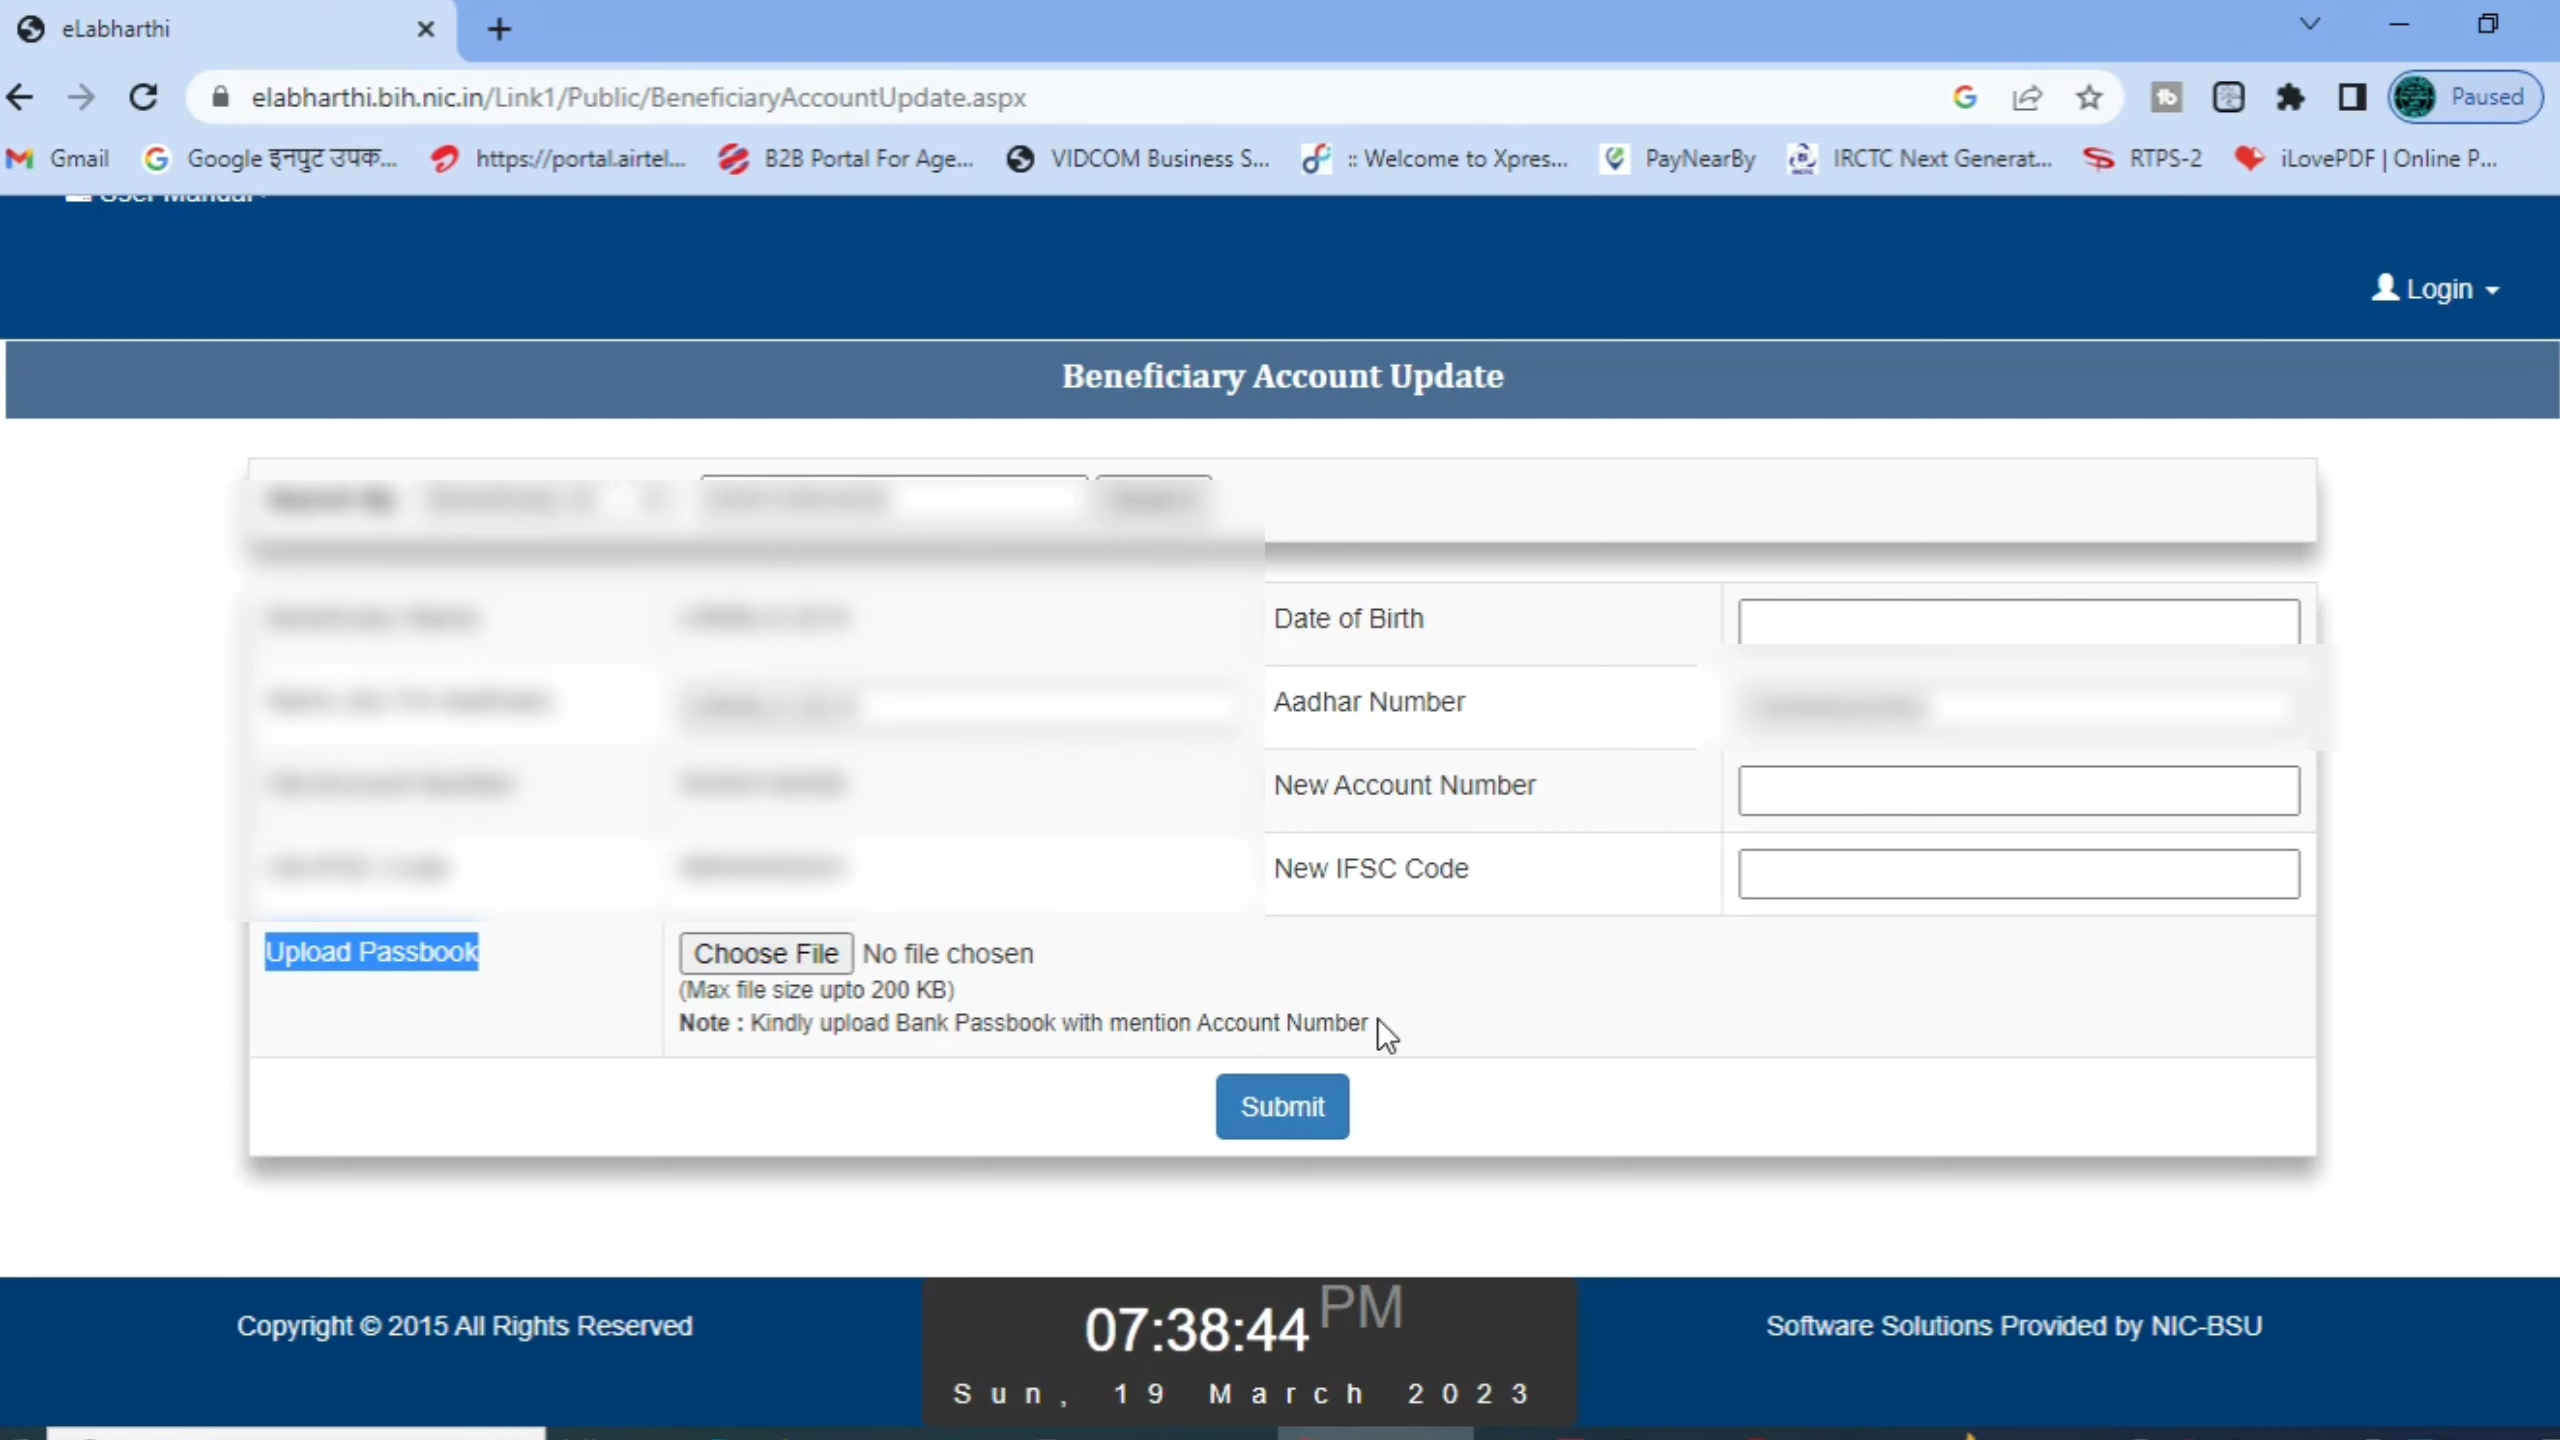 eLabharthi
elabharthi.bih.nic.in/Link1/Public/BeneficiaryAccountUpdate.aspx
Paused
Gmail
Google इनपुट उपक...
https://portal.airtel...
B2B Portal For Age...
VIDCOM Business S...
:: Welcome to Xpres...
PayNearBy
IRCTC Next Generat...
RTPS-2
iLovePDF | Online P...
User Manual
Login
Beneficiary Account Update
Date of Birth
Aadhar Number
New Account Number
New IFSC Code
Upload Passbook
Choose File No file chosen
(Max file size upto 200 KB)
Note : Kindly upload Bank Passbook with mention Account Number
Submit
Copyright © 2015 All Rights Reserved
07:38:44 PM
Sun, 19 March 2023
Software Solutions Provided by NIC-BSU